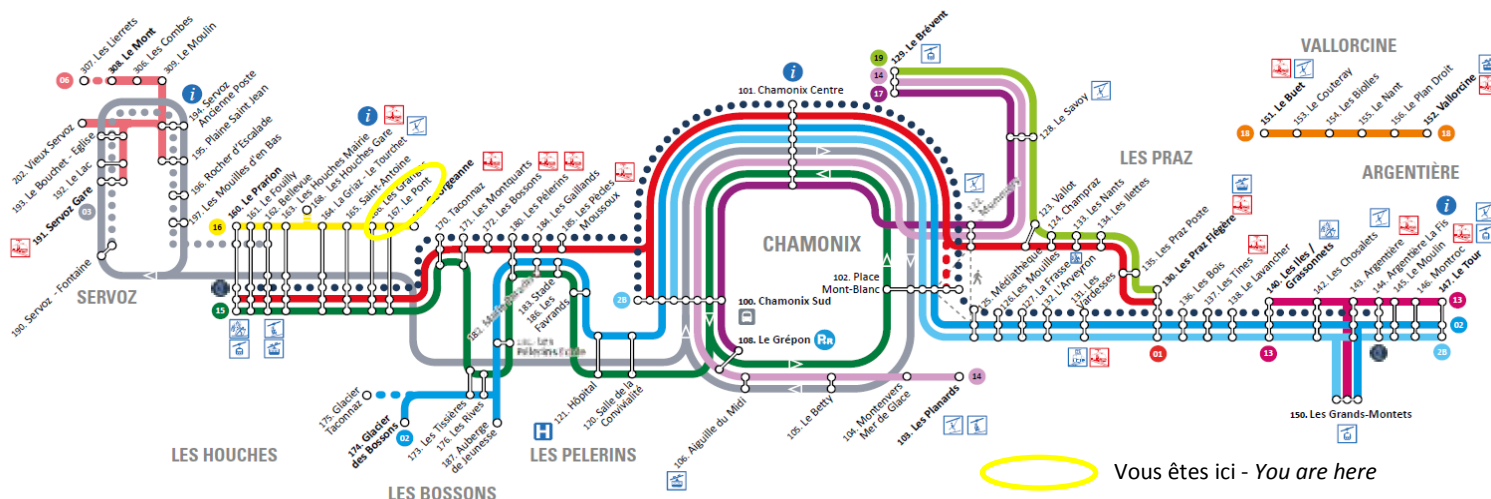 307. Les Lierrets
308. Le Mont
306. Les Combes
309. Le Moulin
06
194. Servoz
Ancienne Poste
195. Plaine Saint Jean
196. Rocher d'Escalade
197. Les Mouilles d'en Bas
202. Vieux Servoz
193. Le Bouchet - Eglise
192. Le Lac
191. Servoz Gare
03
190. Servoz - Fontaine
SERVOZ
16
160. Le Prarion
161. Le Fouilly
162. Bellevue
163. Les Houches Mairie
168. Les Houches Gare
164. La Griaz - Le Tourchet
165. Saint-Antoine
167. Le Pont
15
LES HOUCHES
170. Taconnaz
171. Les Montquarts
172. Les Bossons
180. Les Pèlerins
184. Les Gaillands
185. Les Pècles
Moussoux
183. Stade
186. Les
Favrands
175. Glacier
Taconnaz
174. Glacier
des Bossons
02
173. Les Tissières
176. Les Rives
187. Auberge
de Jeunesse
LES BOSSONS
H
121. Hôpital
120. Salle de la
Convivialité
LES PELERINS
2B
101. Chamonix Centre
CHAMONIX
102. Place
Mont-Blanc
100. Chamonix Sud
108. Le Grépon
106. Aiguille du Midi
105. Le Betty
104. Montenvers
Mer de Glace
103. Les Planards
14
19
14
17
129. Le Brévent
128. Le Savoy
LES PRAZ
123. Vallot
124. Champraz
133. Les Nants
134. Les Ilettes
135. Les Praz Poste
130. Les Praz Flégère
125. Médiathèque
126. Les Mouilles
127. La Frasse
132. L'Arveyron
131. Les
Vardesses
01
136. Les Bois
137. Les Tines
138. Le Lavancher
140. Les Iles /
Grassonnets
142. Les Chosalets
143. Argentière
144. Argentière La Fis
145. Le Moulin
146. Montroc
147. Le Tour
13
13
02
2B
150. Les Grands-Montets
ARGENTIÈRE
VALLORCINE
151. Le Buet
153. Le Couteray
154. Les Biolles
155. Le Nant
156. Le Plan Droit
152. Vallorcine
18
18
Vous êtes ici - You are here